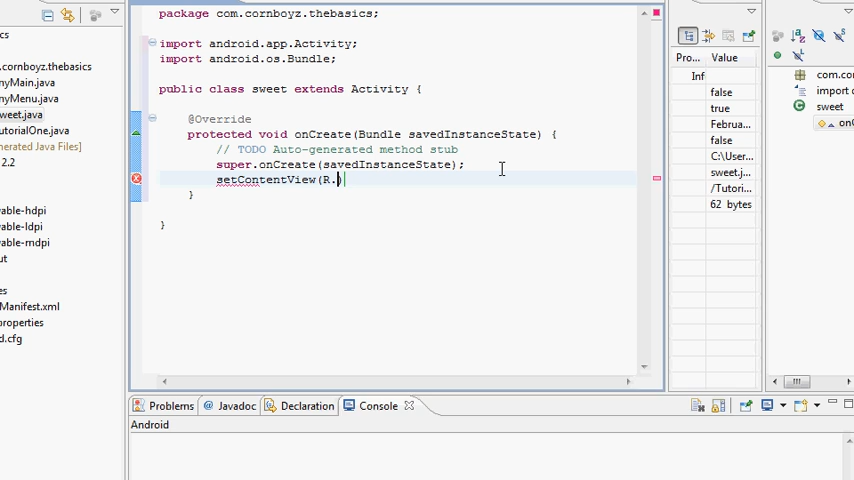 package com.cornboyz.thebasics;
import android.app.Activity;
import android.os.Bundle;
public class sweet extends Activity {
@Override
protected void onCreate(Bundle savedInstanceState) {
// TODO Auto-generated method stub
super.onCreate(savedInstanceState);
setContentView(R.)
}
}
cs
.cornboyz.thebasics
nyMain.java
nyMenu.java
weet.java
utorialOne.java
nerated Java Files]
2.2
able-hdpi
able-ldpi
able-mdpi
ut
es
Manifest.xml
roperties
d.cfg
Pro... Value
Inf
false
true
Februa...
false
C:\User...
sweet.j...
/Tutori...
62 bytes
com.co
import c
sweet
onC
Problems @ Javadoc Declaration Console
Android